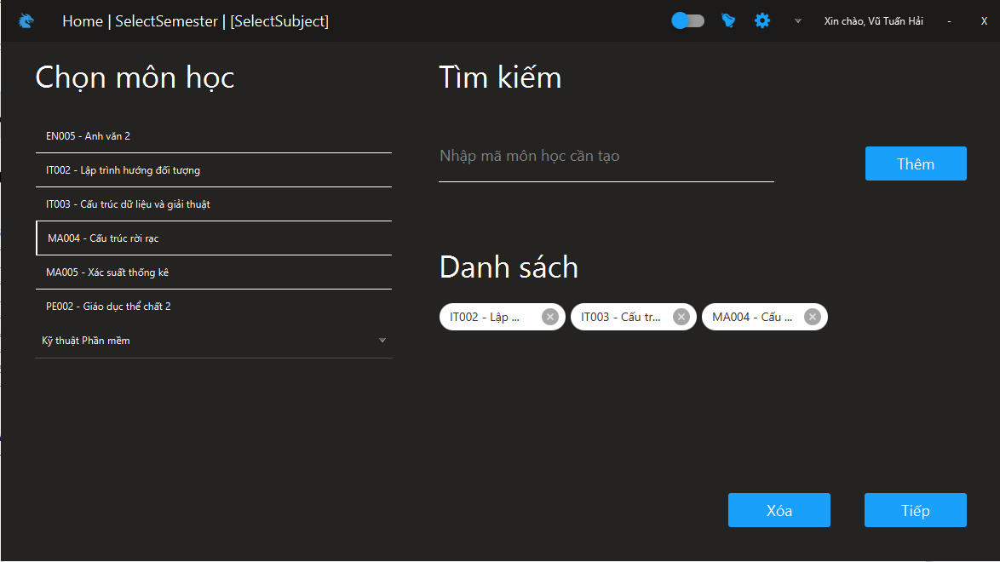 Home | SelectSemester | [SelectSubject]
Xin chào, Vũ Tuấn Hải
-
X
Chọn môn học
EN005 - Anh văn 2
IT002 - Lập trình hướng đối tượng
IT003 - Cấu trúc dữ liệu và giải thuật
MA004 - Cấu trúc rời rạc
MA005 - Xác suất thống kê
PE002 - Giáo dục thể chất 2
Kỹ thuật Phần mềm
Tìm kiếm
Nhập mã môn học cần tạo
Thêm
Danh sách
IT002 - Lập ...
IT003 - Cấu tr...
MA004 - Cấu ...
Xóa
Tiếp